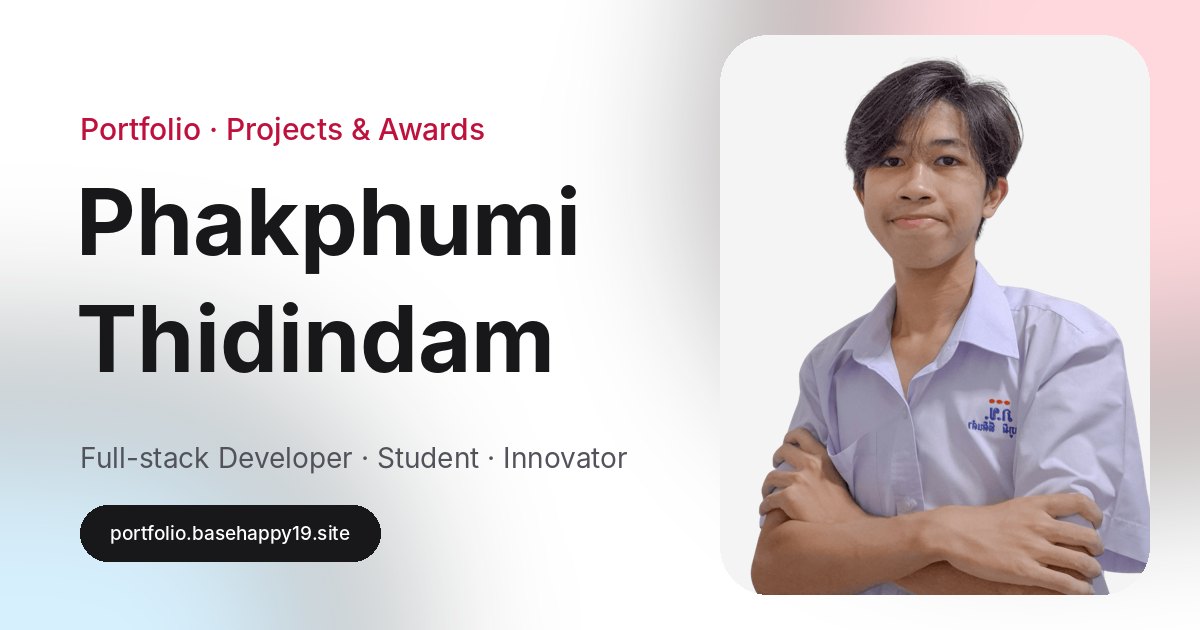 Portfolio · Projects & Awards
Phakphumi
Thidindam
Full-stack Developer · Student · Innovator
portfolio.basehappy19.site